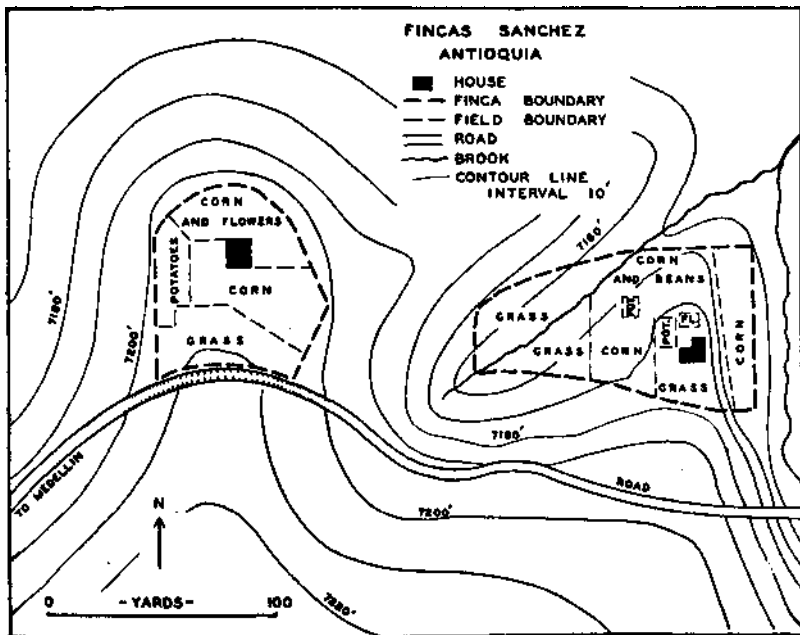 FINCAS SANCHEZ
ANTIOQUIA
HOUSE
FINCA BOUNDARY
FIELD BOUNDARY
ROAD
BROOK
CONTOUR LINE
INTERVAL 10'
CORN
AND FLOWERS
POTATOES
CORN
GRASS
7180'
7200'
7160'
CORN
AND BEANS
GRASS
GRASS
CORN
POT.
FL.
CORN
GRASS
7180'
ROAD
TO MEDELLIN
7200'
7220'
N
0 -YARDS- 100